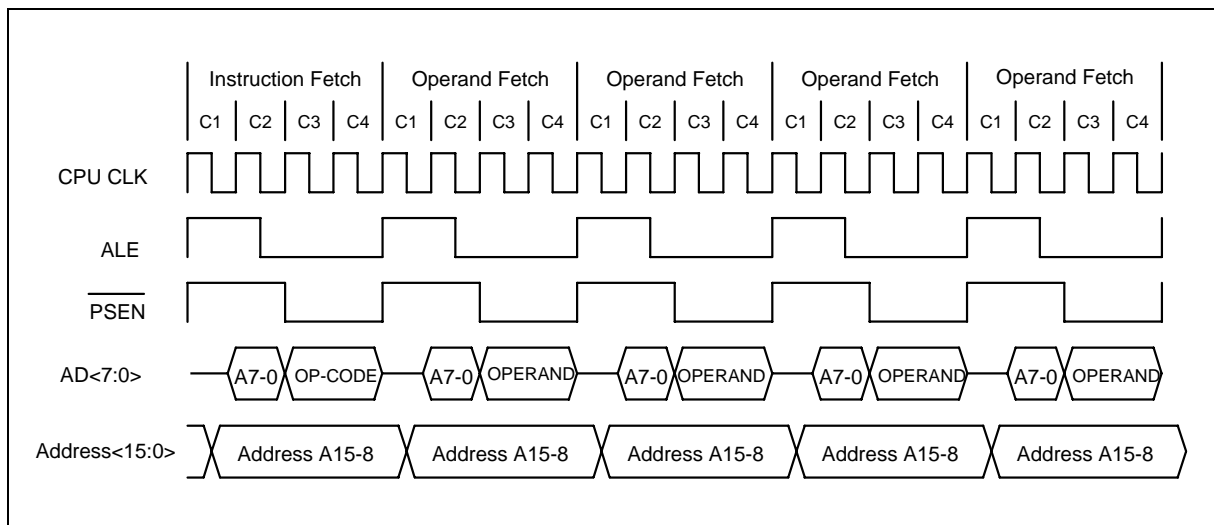 Instruction Fetch Operand Fetch Operand Fetch Operand Fetch Operand Fetch
C1 C2 C3 C4 C1 C2 C3 C4 C1 C2 C3 C4 C1 C2 C3 C4 C1 C2 C3 C4
CPU CLK
ALE
PSEN
AD<7:0> A7-0 OP-CODE A7-0 OPERAND A7-0 OPERAND A7-0 OPERAND A7-0 OPERAND
Address<15:0> Address A15-8 Address A15-8 Address A15-8 Address A15-8 Address A15-8